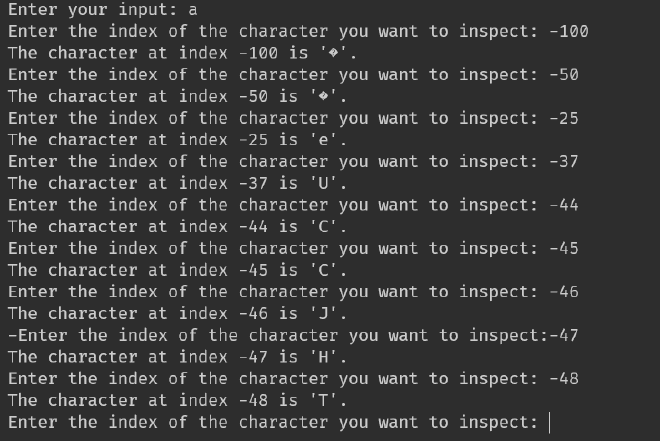 Enter your input: a
Enter the index of the character you want to inspect: -100
The character at index -100 is '�'.
Enter the index of the character you want to inspect: -50
The character at index -50 is '�'.
Enter the index of the character you want to inspect: -25
The character at index -25 is 'e'.
Enter the index of the character you want to inspect: -37
The character at index -37 is 'U'.
Enter the index of the character you want to inspect: -44
The character at index -44 is 'C'.
Enter the index of the character you want to inspect: -45
The character at index -45 is 'C'.
Enter the index of the character you want to inspect: -46
The character at index -46 is 'J'.
-Enter the index of the character you want to inspect:-47
The character at index -47 is 'H'.
Enter the index of the character you want to inspect: -48
The character at index -48 is 'T'.
Enter the index of the character you want to inspect: